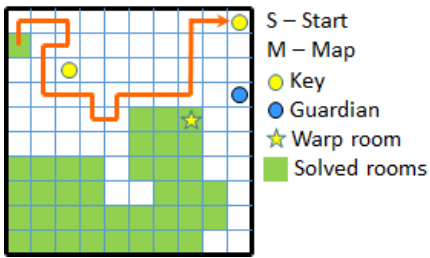 S – Start
M – Map
Key
Guardian
Warp room
Solved rooms